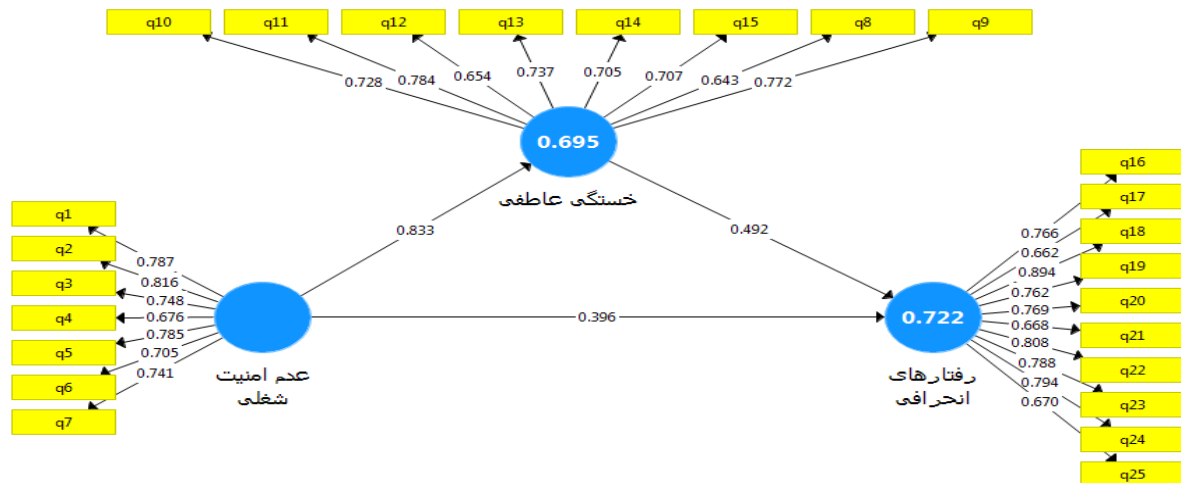 q10 q11 q12 q13 q14 q15 q8 q9
0.728 0.784 0.654 0.737 0.705 0.707 0.643 0.772
0.695
خستگی عاطفی
q1
q2
q3
q4
q5
q6
q7
0.787
0.816
0.748
0.676
0.785
0.705
0.741
عدم امنیت
شغلی
0.833
0.492
0.396
0.722
رفتارهای
انحرافی
0.766
0.662
0.894
0.762
0.769
0.668
0.808
0.788
0.794
0.670
q16
q17
q18
q19
q20
q21
q22
q23
q24
q25